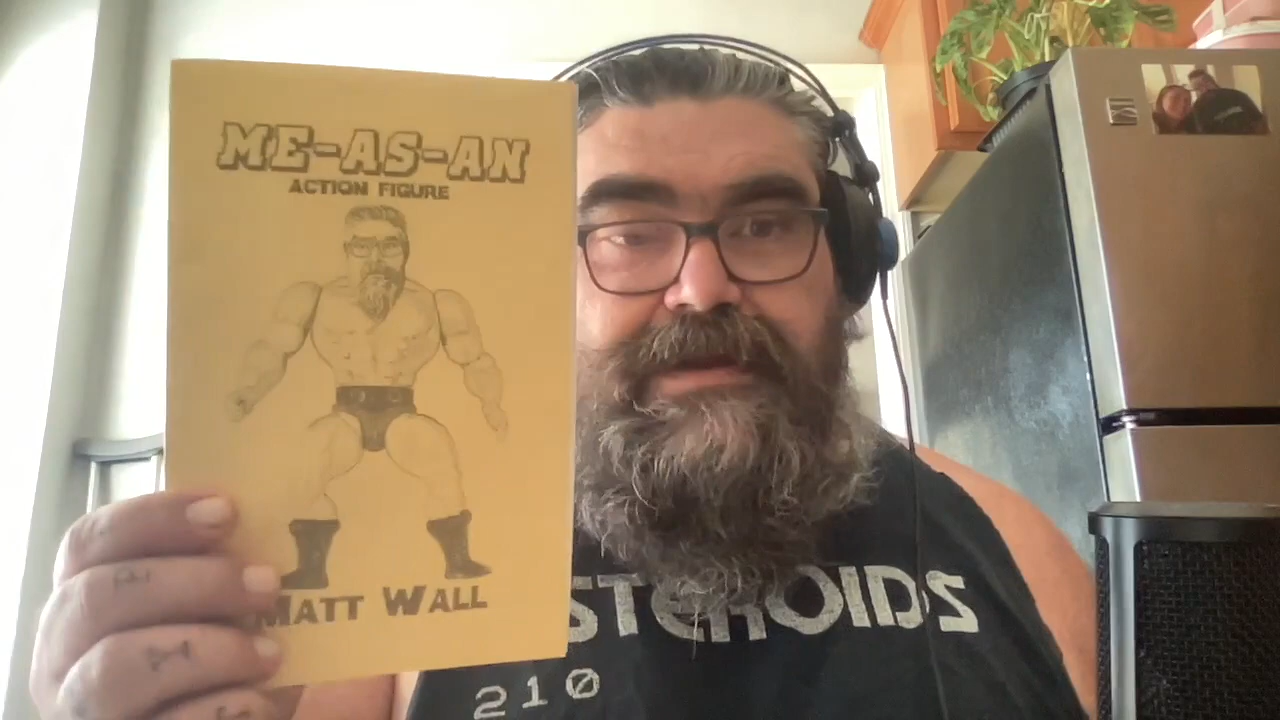 ME-AS-AN
ACTION FIGURE
MATT WALL
STEROIDS
210